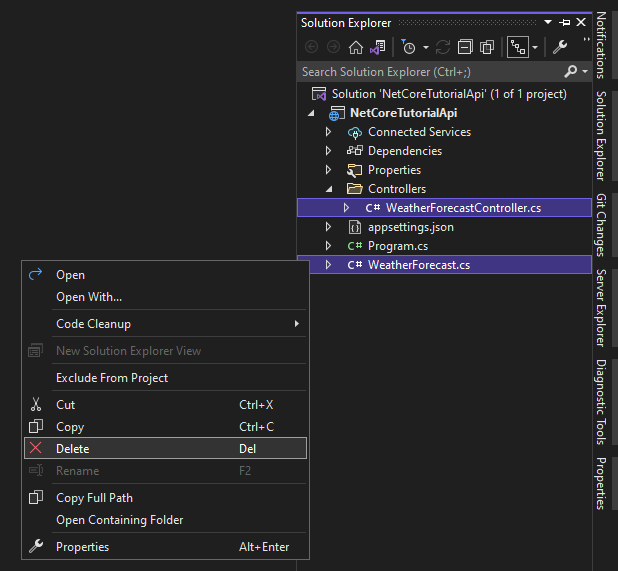 Solution Explorer
Search Solution Explorer (Ctrl+;)
Solution 'NetCoreTutorialApi' (1 of 1 project)
NetCoreTutorialApi
Connected Services
Dependencies
Properties
Controllers
C# WeatherForecastController.cs
appsettings.json
C# Program.cs
C# WeatherForecast.cs
Open
Open With...
Code Cleanup
New Solution Explorer View
Exclude From Project
Cut Ctrl+X
Copy Ctrl+C
Delete Del
Rename F2
Copy Full Path
Open Containing Folder
Properties Alt+Enter
Notifications
Solution Explorer
Git Changes
Server Explorer
Diagnostic Tools
Properties